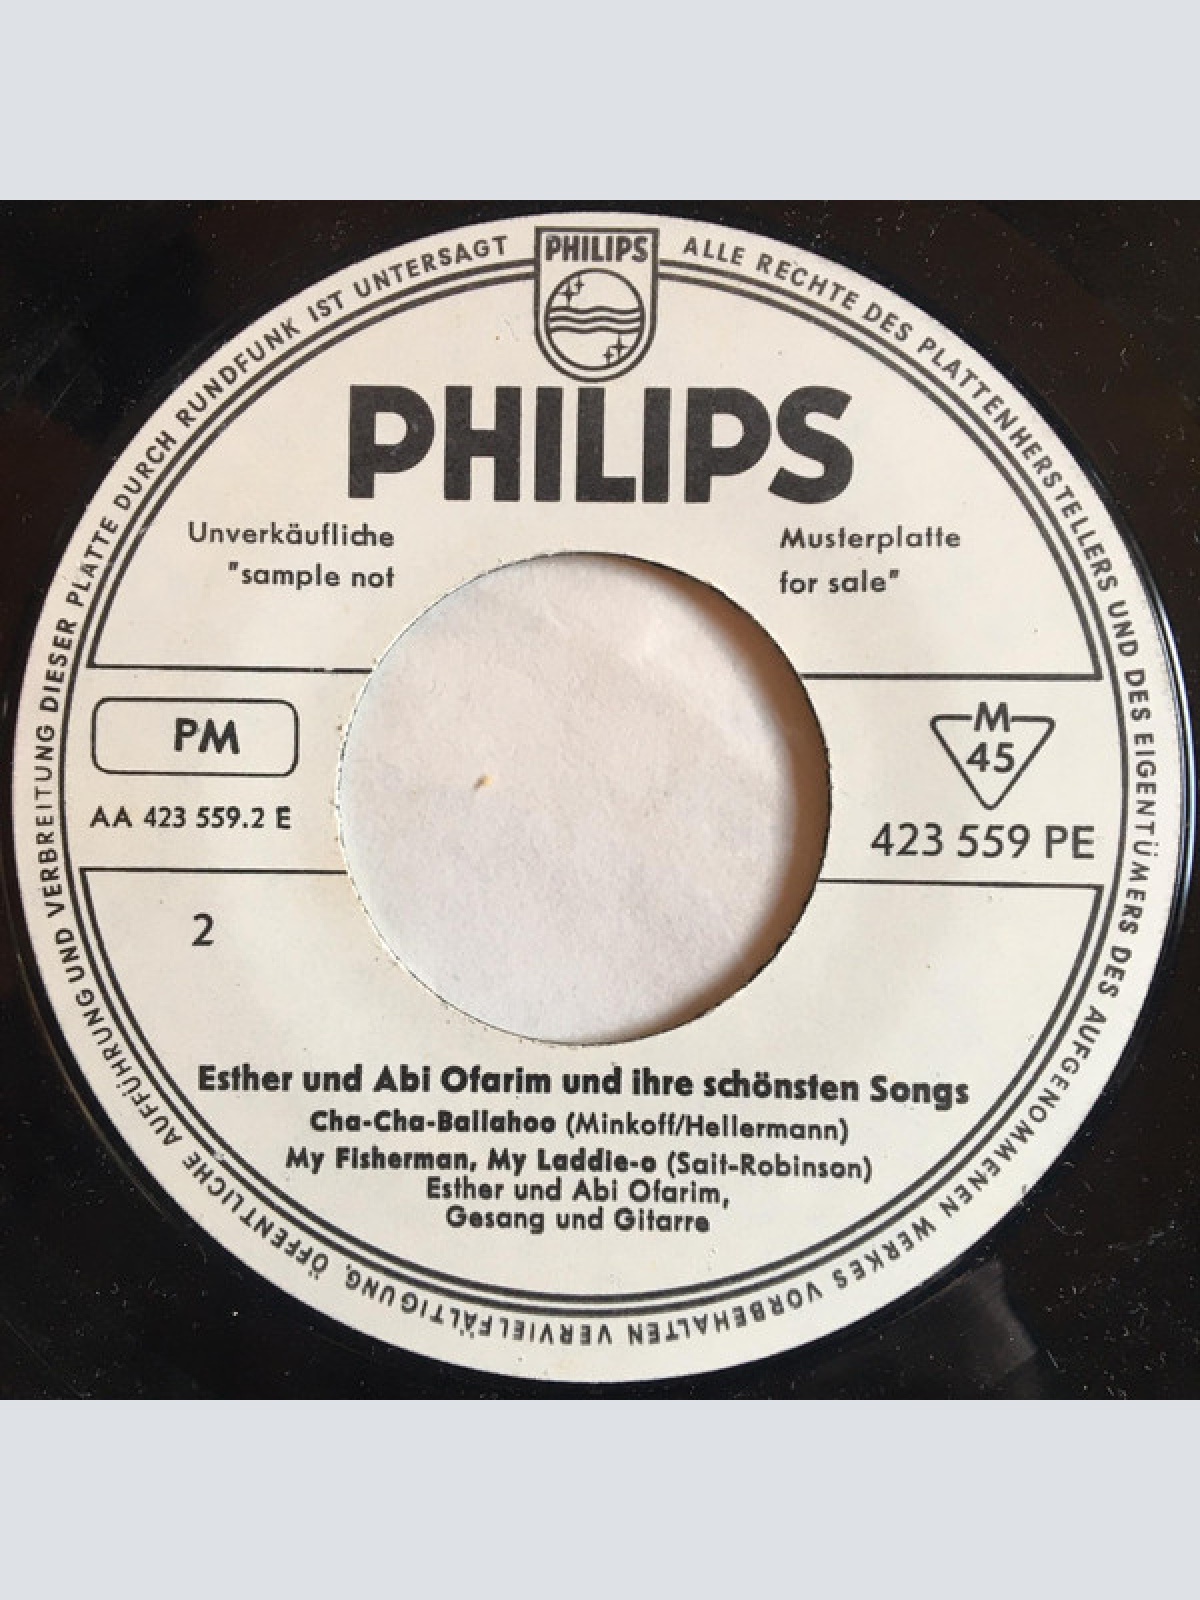 PHILIPS
PHILIPS
Unverkäufliche Musterplatte
"sample not for sale"
PM
M
45
AA 423 559.2 E
423 559 PE
2
Esther und Abi Ofarim und ihre schönsten Songs
Cha-Cha-Ballahoo (Minkoff/Hellermann)
My Fisherman, My Laddie-o (Sait-Robinson)
Esther und Abi Ofarim,
Gesang und Gitarre
ALLE RECHTE DES PLATTENHERSTELLERS UND DES EIGENTÜMERS DES AUFGENOMMENEN WERKES VORBEHALTEN VERVIELFÄLTIGUNG, ÖFFENTLICHE AUFFÜHRUNG UND VERBREITUNG DIESER PLATTE DURCH RUNDFUNK IST UNTERSAGT